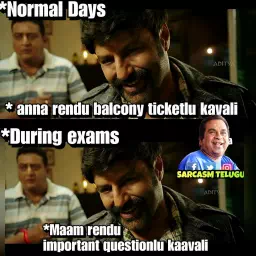 *Normal Days
* anna rendu balcony ticketlu kavali
*During exams
SARCASM TELUGU
*Maam rendu
important questionlu kaavali